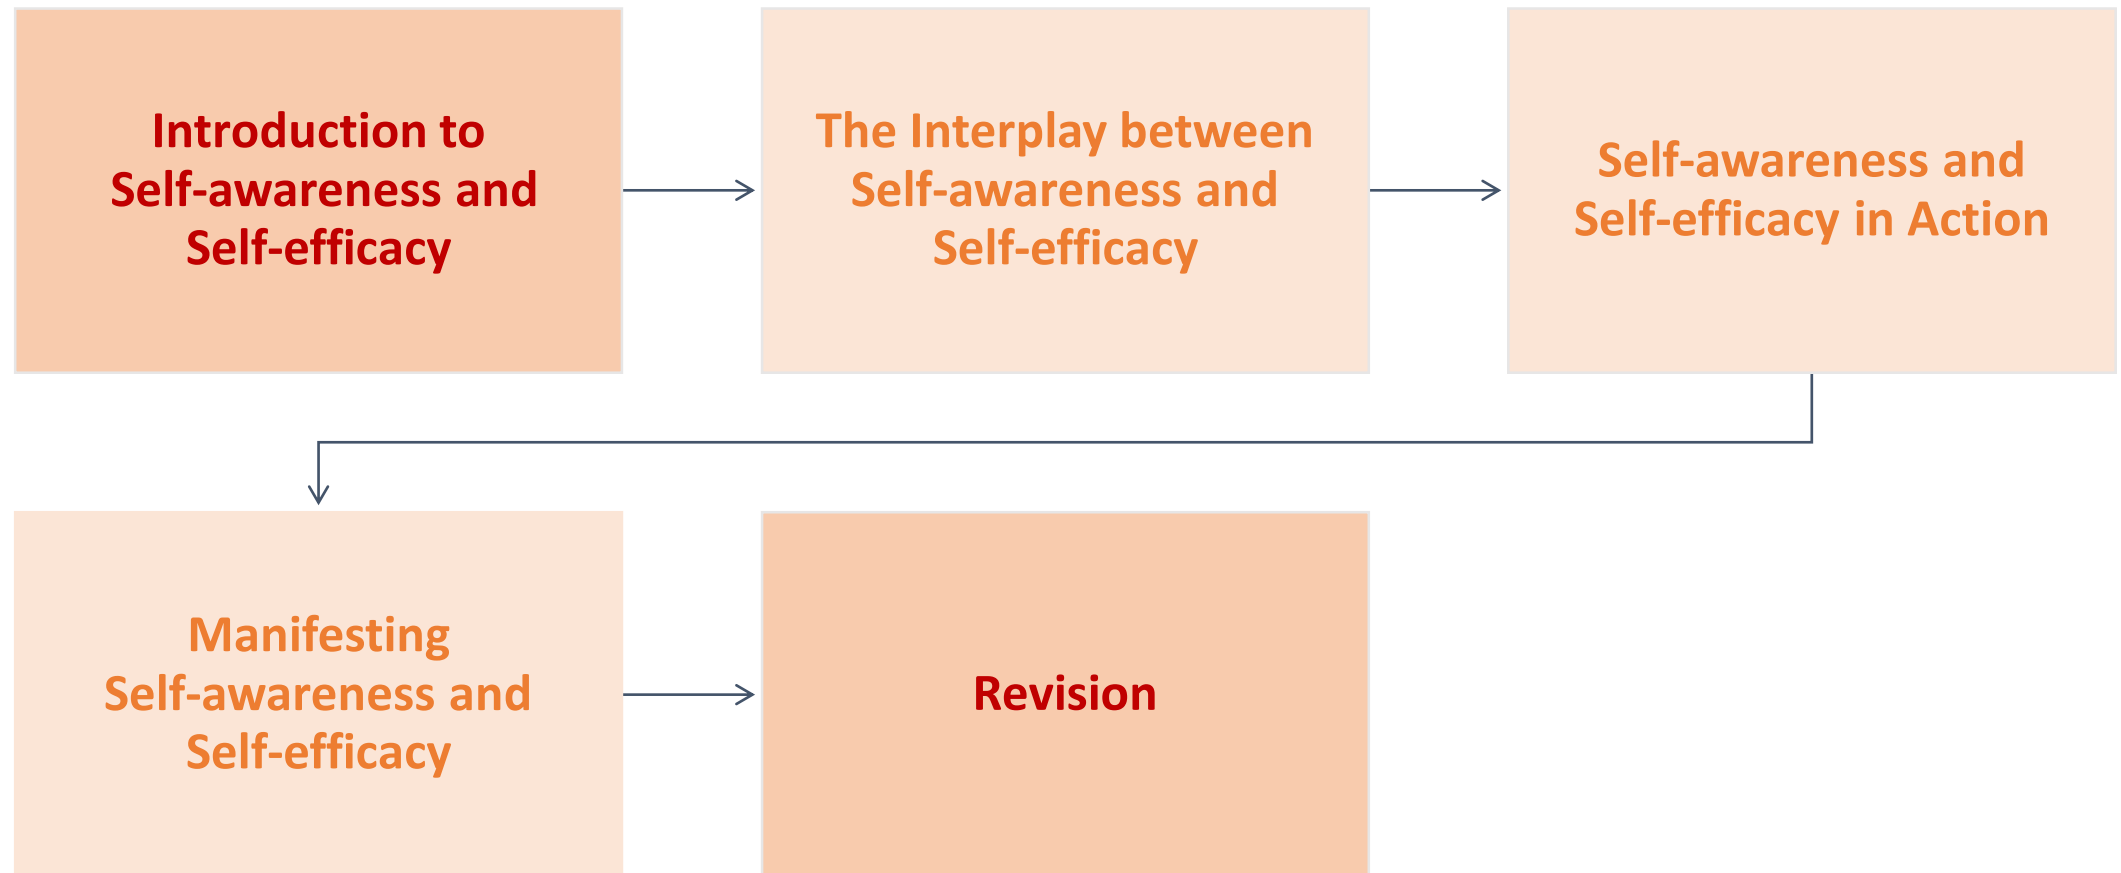 Introduction to
Self-awareness and
Self-efficacy
The Interplay between
Self-awareness and
Self-efficacy
Self-awareness and
Self-efficacy in Action
Manifesting
Self-awareness and
Self-efficacy
Revision